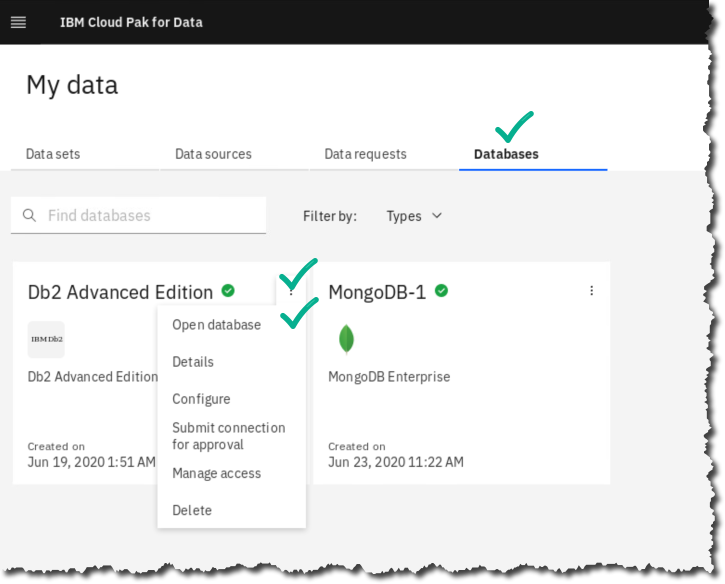 IBM Cloud Pak for Data
My data
Data sets
Data sources
Data requests
Databases
Find databases
Filter by:
Types
Db2 Advanced Edition
IBM Db2
Db2 Advanced Edition
Created on
Jun 19, 2020 1:51 AM
Open database
Details
Configure
Submit connection
for approval
Manage access
Delete
MongoDB-1
MongoDB Enterprise
Created on
Jun 23, 2020 11:22 AM